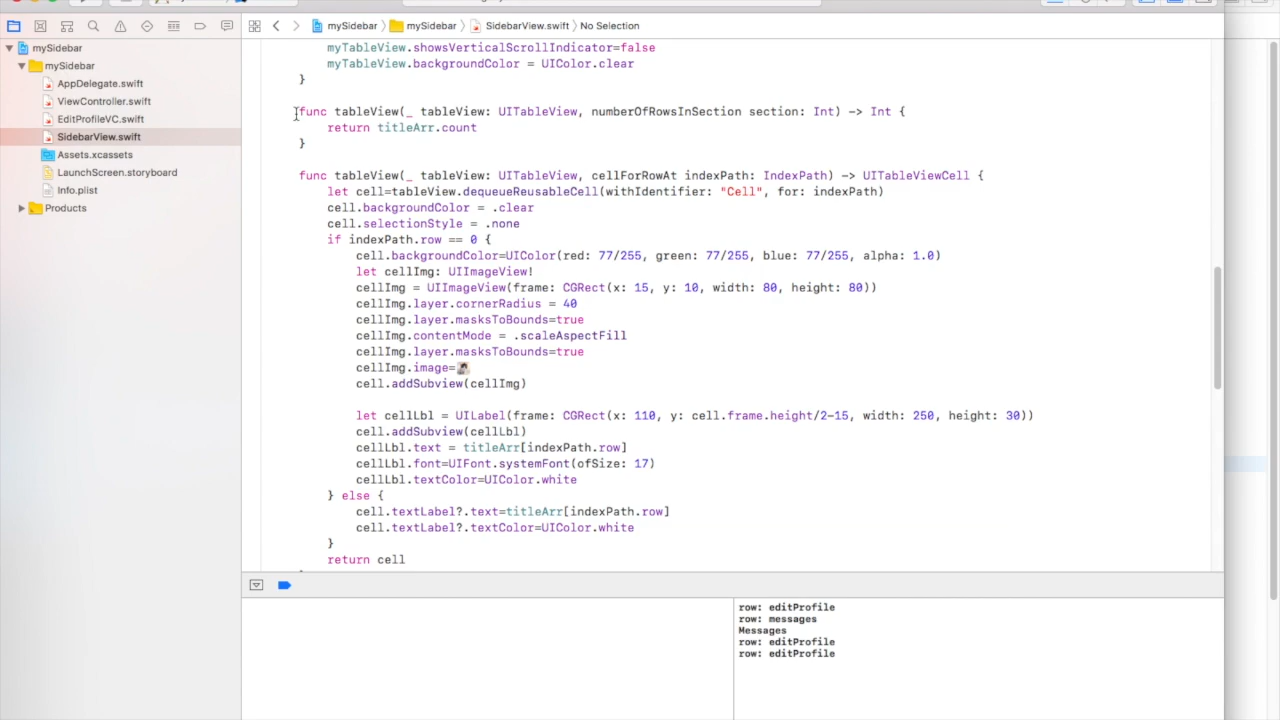 mySidebar
mySidebar
SidebarView.swift
No Selection
mySidebar
mySidebar
AppDelegate.swift
ViewController.swift
EditProfileVC.swift
SidebarView.swift
Assets.xcassets
LaunchScreen.storyboard
Info.plist
Products
myTableView.showsVerticalScrollIndicator=false
myTableView.backgroundColor = UIColor.clear
}
func tableView(_ tableView: UITableView, numberOfRowsInSection section: Int) -> Int {
return titleArr.count
}
func tableView(_ tableView: UITableView, cellForRowAt indexPath: IndexPath) -> UITableViewCell {
let cell=tableView.dequeueReusableCell(withIdentifier: "Cell", for: indexPath)
cell.backgroundColor = .clear
cell.selectionStyle = .none
if indexPath.row == 0 {
cell.backgroundColor=UIColor(red: 77/255, green: 77/255, blue: 77/255, alpha: 1.0)
let cellImg: UIImageView!
cellImg = UIImageView(frame: CGRect(x: 15, y: 10, width: 80, height: 80))
cellImg.layer.cornerRadius = 40
cellImg.layer.masksToBounds=true
cellImg.contentMode = .scaleAspectFill
cellImg.layer.masksToBounds=true
cellImg.image=
cell.addSubview(cellImg)
let cellLbl = UILabel(frame: CGRect(x: 110, y: cell.frame.height/2-15, width: 250, height: 30))
cell.addSubview(cellLbl)
cellLbl.text = titleArr[indexPath.row]
cellLbl.font=UIFont.systemFont(ofSize: 17)
cellLbl.textColor=UIColor.white
} else {
cell.textLabel?.text=titleArr[indexPath.row]
cell.textLabel?.textColor=UIColor.white
}
return cell
row: editProfile
row: messages
Messages
row: editProfile
row: editProfile